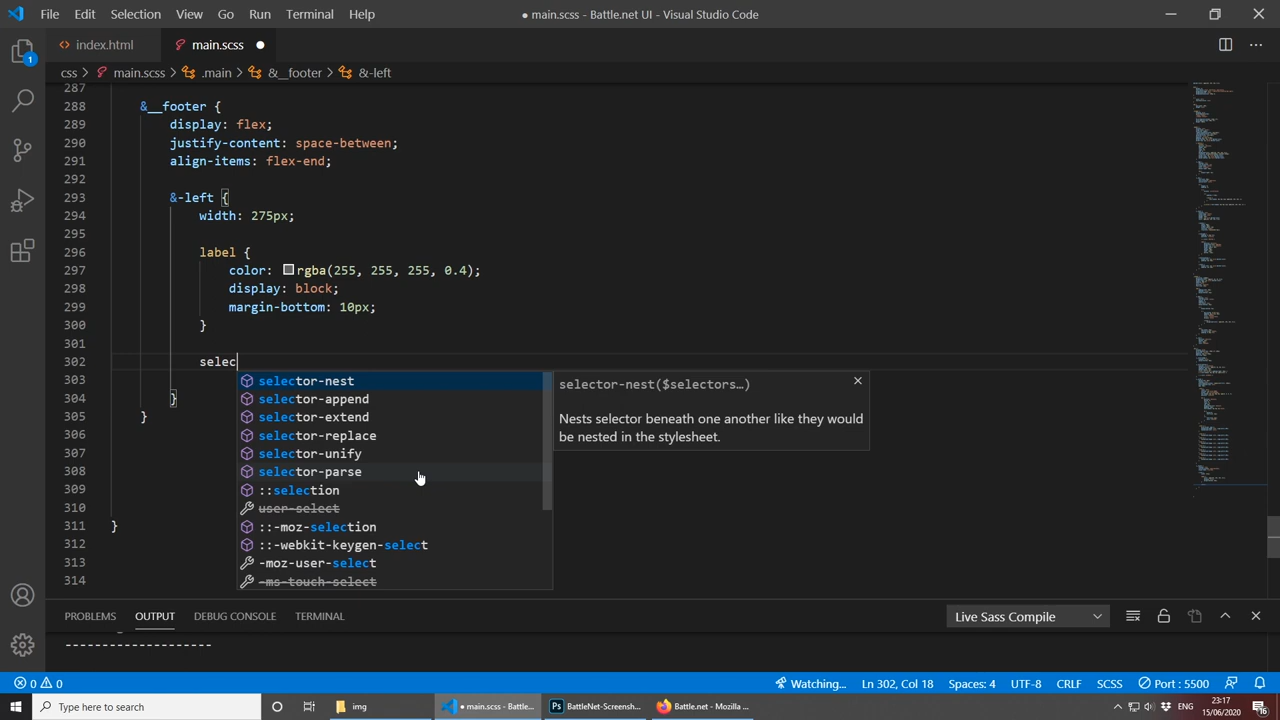 File Edit Selection View Go Run Terminal Help ● main.scss - Battle.net UI - Visual Studio Code
index.html main.scss
css > main.scss > .main > &__footer > &-left
287
288 &__footer {
289 display: flex;
290 justify-content: space-between;
291 align-items: flex-end;
292
293 &-left {
294 width: 275px;
295
296 label {
297 color: rgba(255, 255, 255, 0.4);
298 display: block;
299 margin-bottom: 10px;
300 }
301
302 selec
303 selector-nest selector-nest($selectors…)
304 } selector-append
305 } selector-extend Nests selector beneath one another like they would
306 selector-replace be nested in the stylesheet.
307 selector-unify
308 selector-parse
309 ::selection
310 user-select
311 } ::-moz-selection
312 ::-webkit-keygen-select
313 -moz-user-select
314 -ms-touch-select
PROBLEMS OUTPUT DEBUG CONSOLE TERMINAL Live Sass Compile
--------------------
0 0 Watching... Ln 302, Col 18 Spaces: 4 UTF-8 CRLF SCSS Port : 5500
Type here to search img ● main.scss - Battle... BattleNet-Screensh... Battle.net - Mozilla ... 23:17
15/06/2020 16